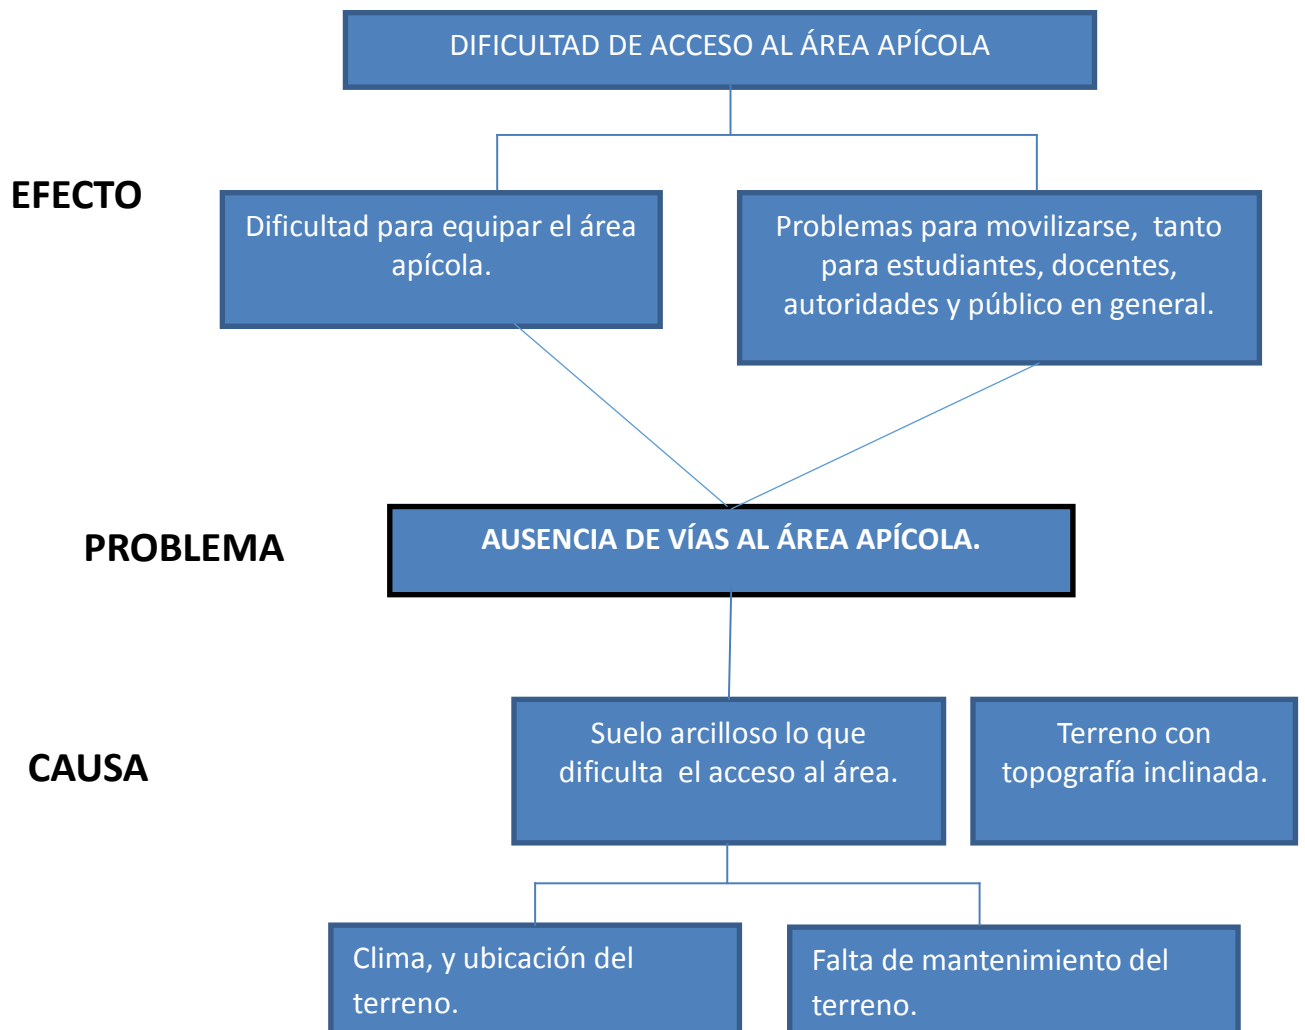 DIFICULTAD DE ACCESO AL ÁREA APÍCOLA
EFECTO
Dificultad para equipar el área
apícola.
Problemas para movilizarse, tanto
para estudiantes, docentes,
autoridades y público en general.
PROBLEMA
AUSENCIA DE VÍAS AL ÁREA APÍCOLA.
CAUSA
Suelo arcilloso lo que
dificulta el acceso al área.
Terreno con
topografía inclinada.
Clima, y ubicación del
terreno.
Falta de mantenimiento del
terreno.